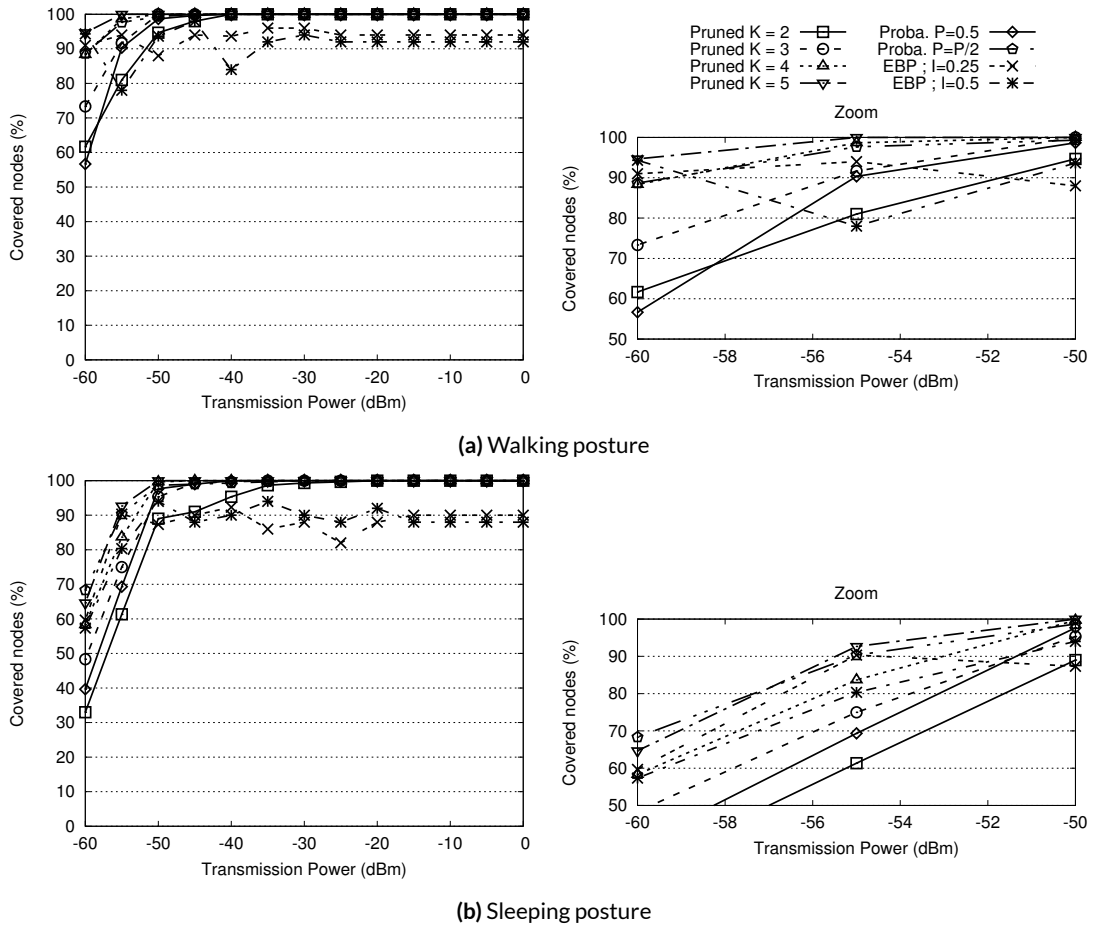 100
90
80
70
60
50
40
30
20
10
0
Covered nodes (%)
-60 -50 -40 -30 -20 -10 0
Transmission Power (dBm)
Pruned K = 2 Proba. P=0.5
Pruned K = 3 Proba. P=P/2
Pruned K = 4 EBP ; I=0.25
Pruned K = 5 EBP ; I=0.5
Zoom
100
90
80
70
60
50
Covered nodes (%)
-60 -58 -56 -54 -52 -50
Transmission Power (dBm)
(a) Walking posture
100
90
80
70
60
50
40
30
20
10
0
Covered nodes (%)
-60 -50 -40 -30 -20 -10 0
Transmission Power (dBm)
Zoom
100
90
80
70
60
50
Covered nodes (%)
-60 -58 -56 -54 -52 -50
Transmission Power (dBm)
(b) Sleeping posture